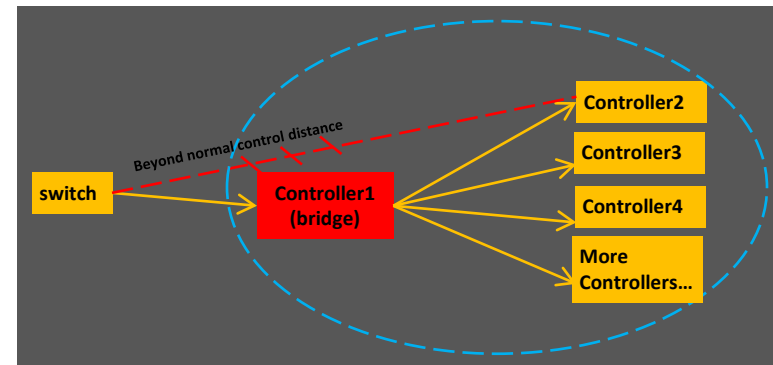 Beyond normal control distance
switch
Controller1
(bridge)
Controller2
Controller3
Controller4
More
Controllers...